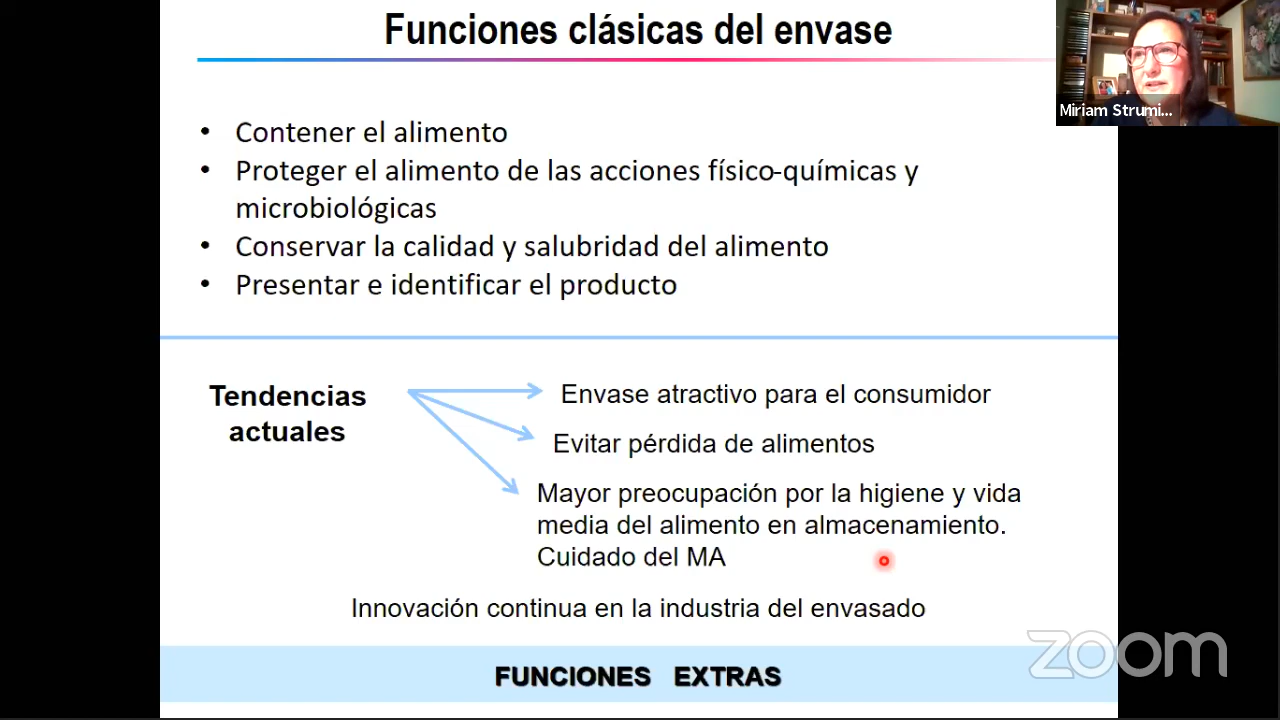 Funciones clásicas del envase
Miriam Strumi...
• Contener el alimento
• Proteger el alimento de las acciones físico-químicas y
microbiológicas
• Conservar la calidad y salubridad del alimento
• Presentar e identificar el producto
Tendencias
actuales
Envase atractivo para el consumidor
Evitar pérdida de alimentos
Mayor preocupación por la higiene y vida
media del alimento en almacenamiento.
Cuidado del MA
Innovación continua en la industria del envasado
zoom
FUNCIONES EXTRAS